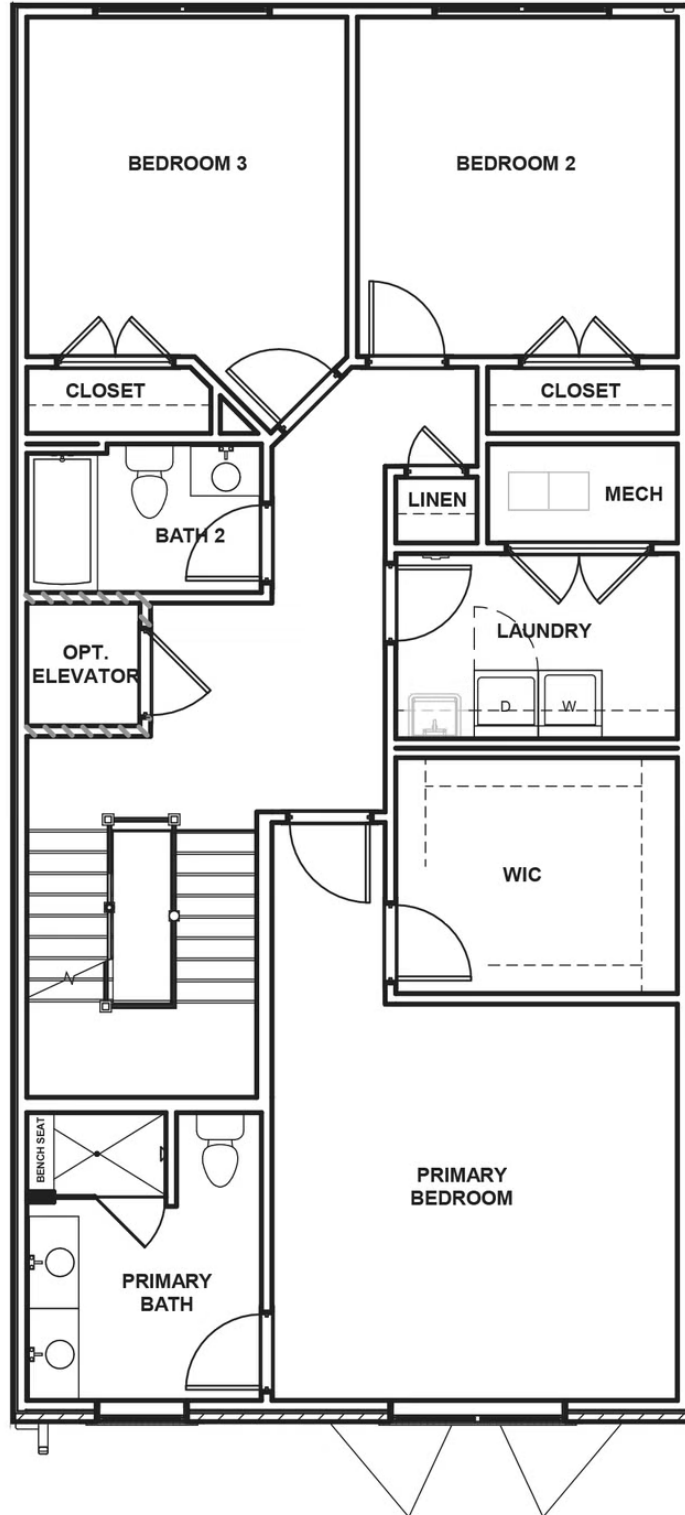 BEDROOM 3
BEDROOM 2
CLOSET
CLOSET
LINEN
MECH
BATH 2
OPT.
ELEVATOR
LAUNDRY
D
W
WIC
BENCH SEAT
PRIMARY
BEDROOM
PRIMARY
BATH